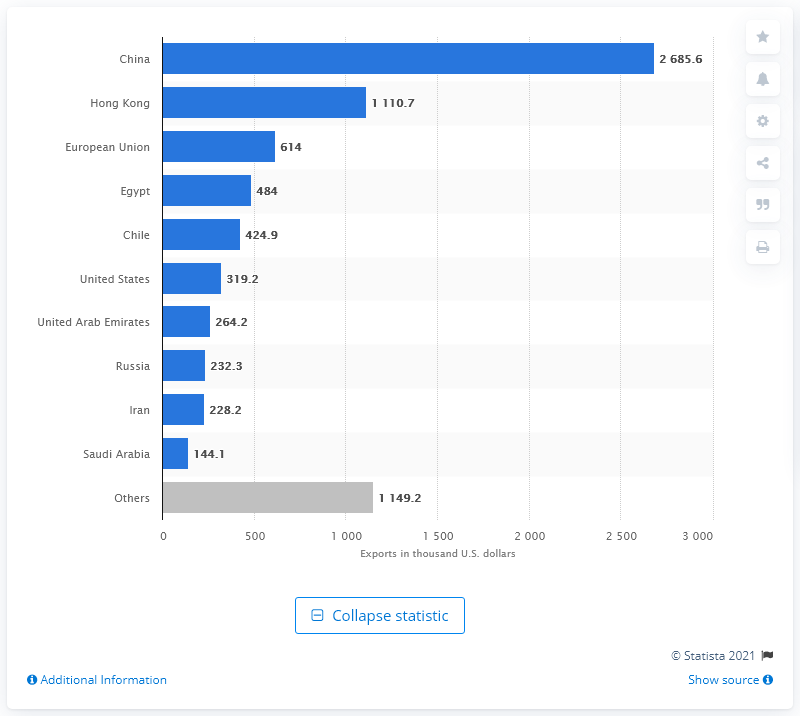 China 2 685.6
Hong Kong 1 110.7
European Union 614
Egypt 484
Chile 424.9
United States 319.2
United Arab Emirates 264.2
Russia 232.3
Iran 228.2
Saudi Arabia 144.1
Others 1 149.2
0 500 1 000 1 500 2 000 2 500 3 000
Exports in thousand U.S. dollars
Collapse statistic
© Statista 2021
Additional Information Show source